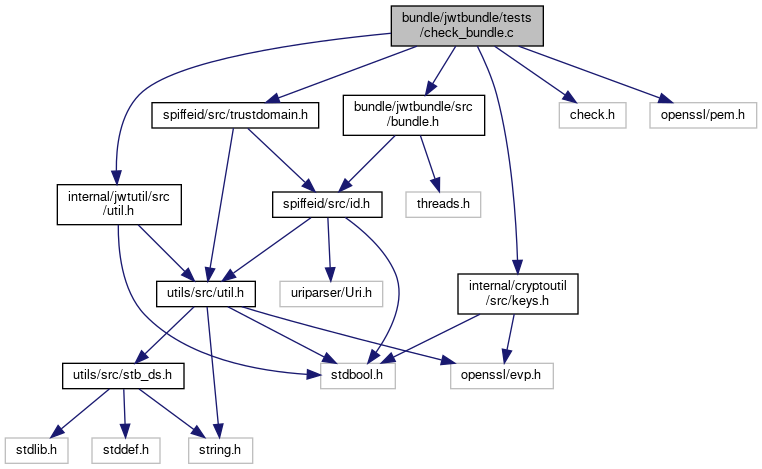 bundle/jwtbundle/tests
/check_bundle.c
spiffeid/src/trustdomain.h
bundle/jwtbundle/src
/bundle.h
check.h
openssl/pem.h
internal/jwtutil/src
/util.h
spiffeid/src/id.h
threads.h
utils/src/util.h
uriparser/Uri.h
internal/cryptoutil
/src/keys.h
utils/src/stb_ds.h
stdbool.h
openssl/evp.h
stdlib.h
stddef.h
string.h